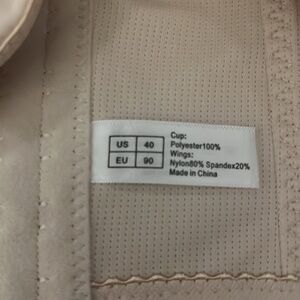 US 40
EU 90
Cup:
Polyester100%
Wings:
Nylon80% Spandex20%
Made in China